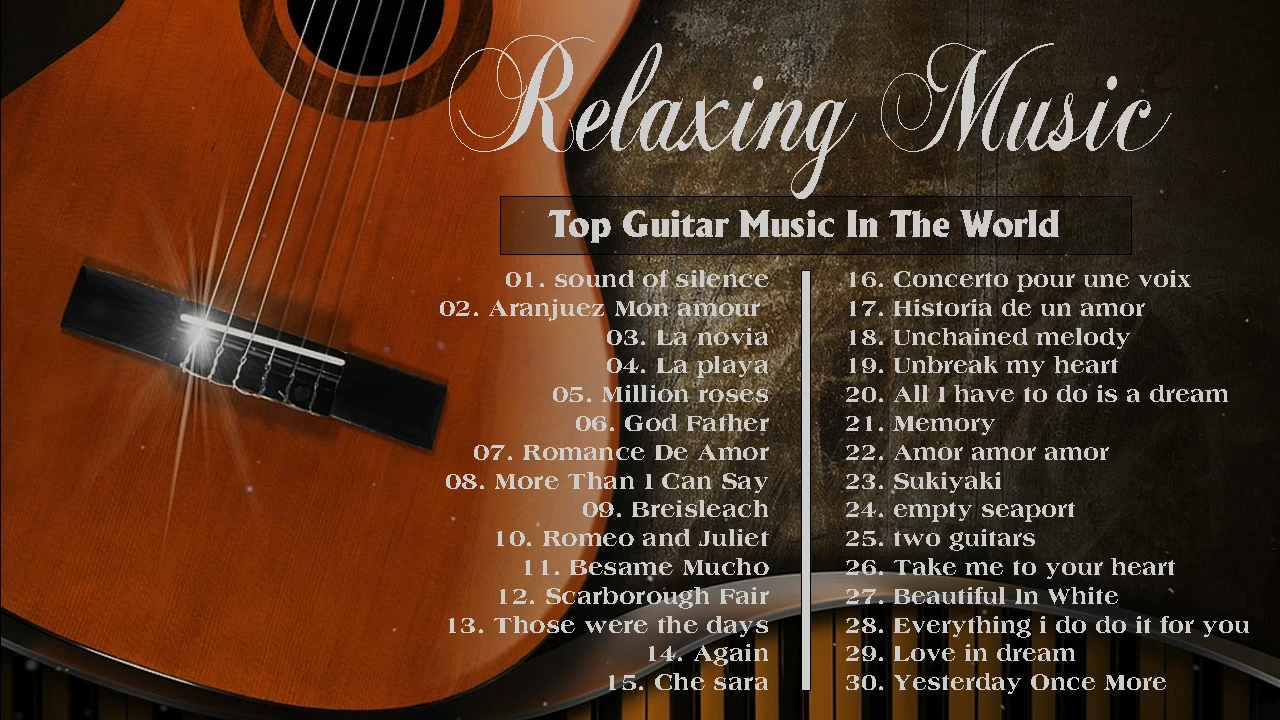 Relaxing Music
Top Guitar Music In The World
01. sound of silence
02. Aranjuez Mon amour
03. La novia
04. La playa
05. Million roses
06. God Father
07. Romance De Amor
08. More Than I Can Say
09. Breisleach
10. Romeo and Juliet
11. Besame Mucho
12. Scarborough Fair
13. Those were the days
14. Again
15. Che sara
16. Concerto pour une voix
17. Historia de un amor
18. Unchained melody
19. Unbreak my heart
20. All I have to do is a dream
21. Memory
22. Amor amor amor
23. Sukiyaki
24. empty seaport
25. two guitars
26. Take me to your heart
27. Beautiful In White
28. Everything i do do it for you
29. Love in dream
30. Yesterday Once More